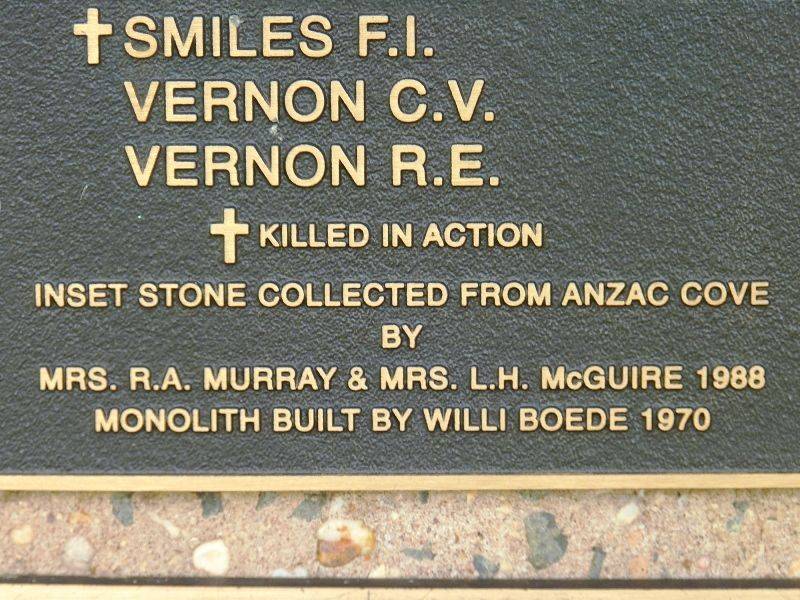 ✝SMILES F.I.
VERNON C.V.
VERNON R.E.
✝ KILLED IN ACTION
INSET STONE COLLECTED FROM ANZAC COVE
BY
MRS. R.A. MURRAY & MRS. L.H. McGUIRE 1988
MONOLITH BUILT BY WILLI BOEDE 1970